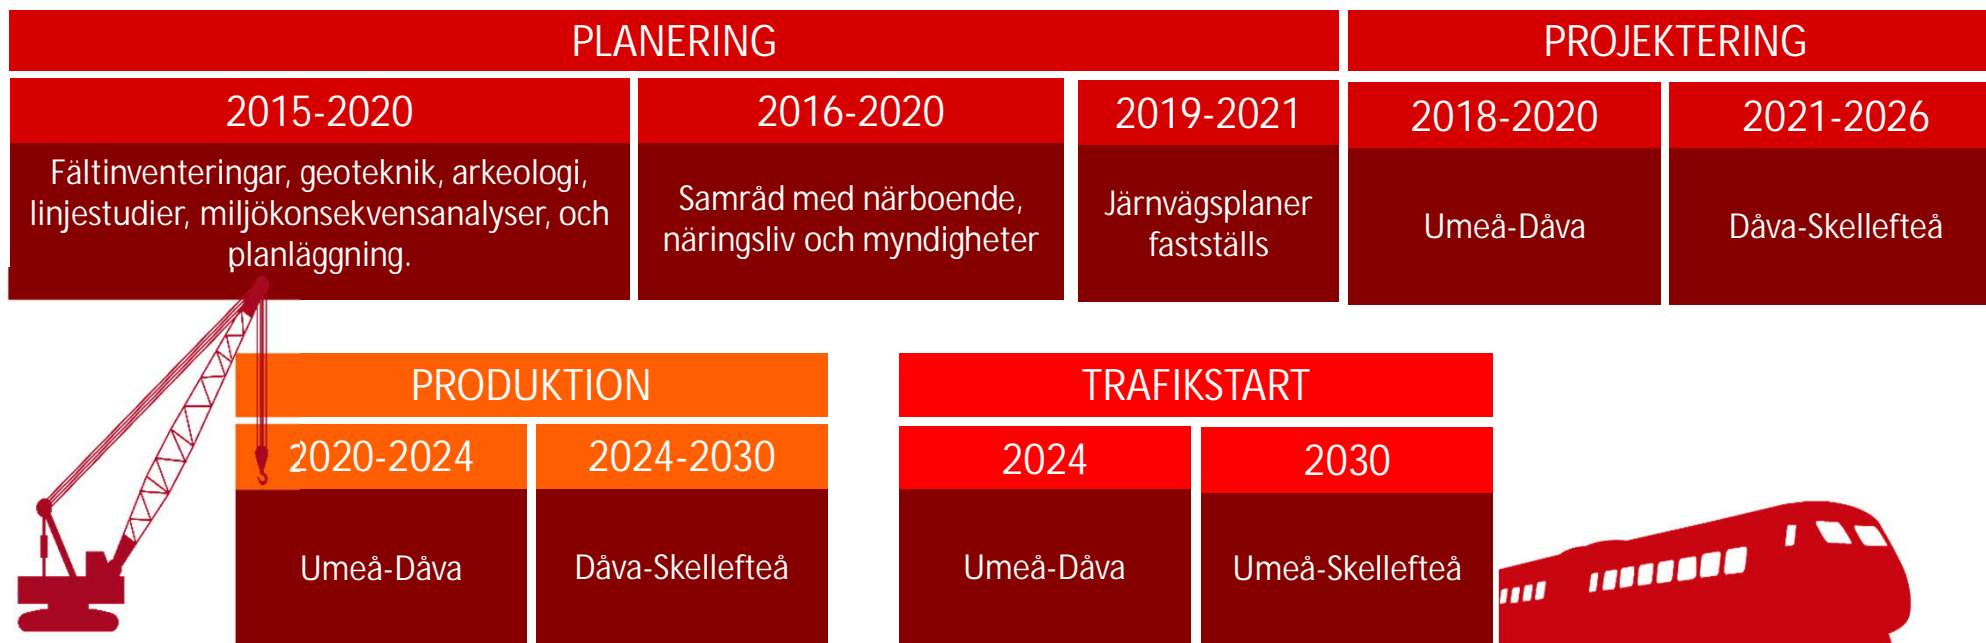 PLANERING
2015-2020
Fältinventeringar, geoteknik, arkeologi,
linjestudier, miljökonsekvensanalyser, och
planläggning.
2016-2020
Samråd med närboende,
näringsliv och myndigheter
2019-2021
Järnvägsplaner
fastställs
PROJEKTERING
2018-2020
Umeå-Dåva
2021-2026
Dåva-Skellefteå
PRODUKTION
2020-2024
Umeå-Dåva
2024-2030
Dåva-Skellefteå
TRAFIKSTART
2024
Umeå-Dåva
2030
Umeå-Skellefteå